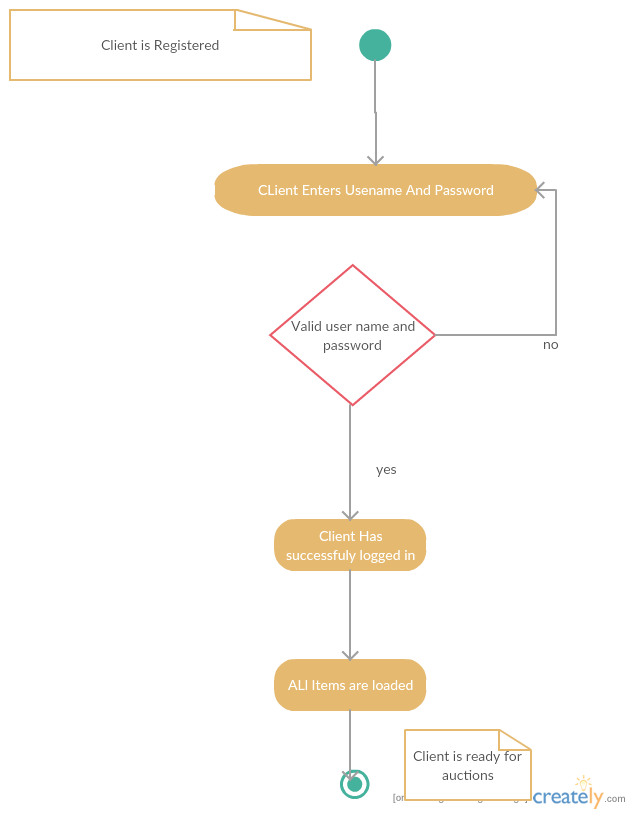 Client is Registered
CLient Enters Usename And Password
Valid user name and
password
no
yes
Client Has
successfuly logged in
ALl Items are loaded
Client is ready for
auctions
creately.com